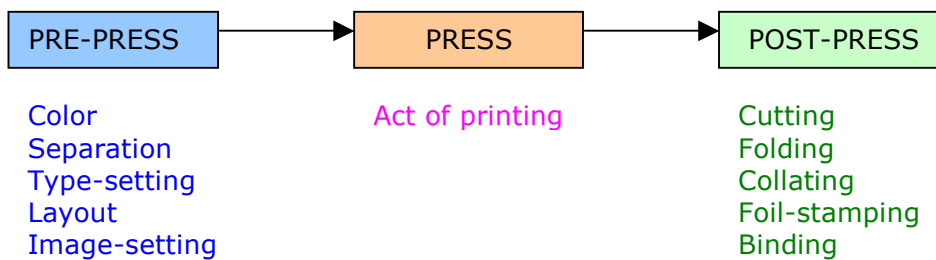 PRE-PRESS
PRESS
POST-PRESS
Color
Separation
Type-setting
Layout
Image-setting
Act of printing
Cutting
Folding
Collating
Foil-stamping
Binding